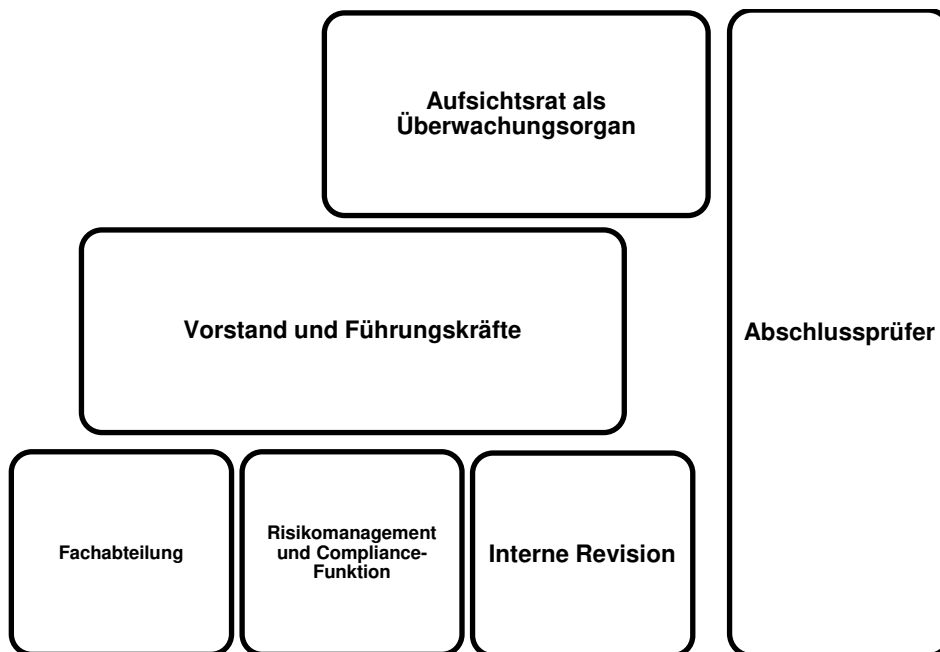 Aufsichtsrat als
Überwachungsorgan
Vorstand und Führungskräfte
Abschlussprüfer
Fachabteilung
Risikomanagement
und Compliance-
Funktion
Interne Revision